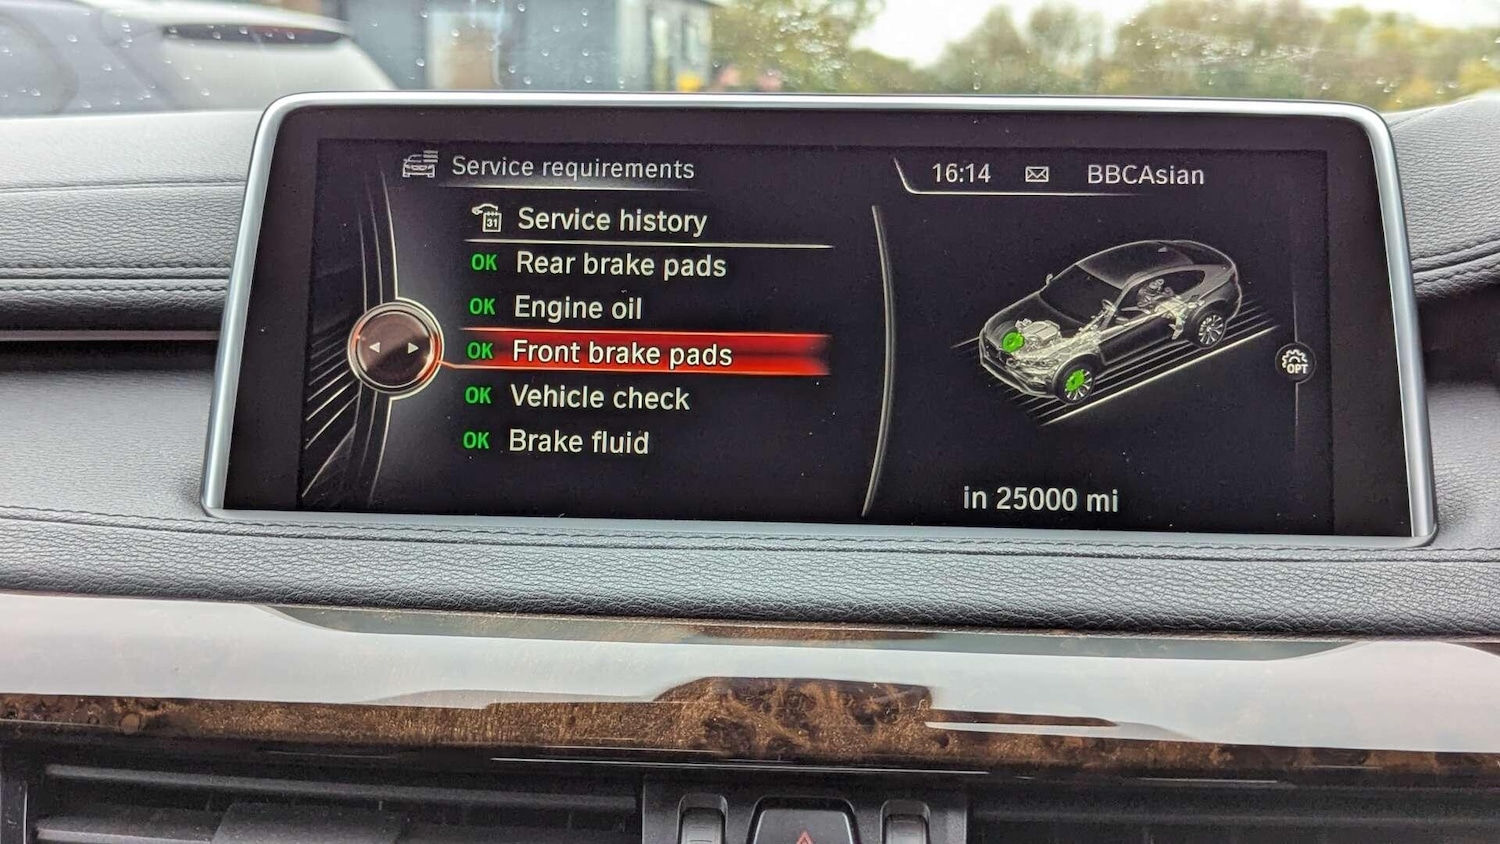 Service requirements
16:14 BBCAsian
31 Service history
OK Rear brake pads
OK Engine oil
OK Front brake pads
OK Vehicle check
OK Brake fluid
OPT
in 25000 mi